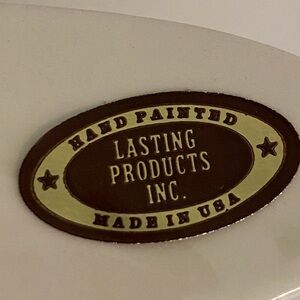 HAND PAINTED
LASTING
PRODUCTS
INC.
MADE IN USA